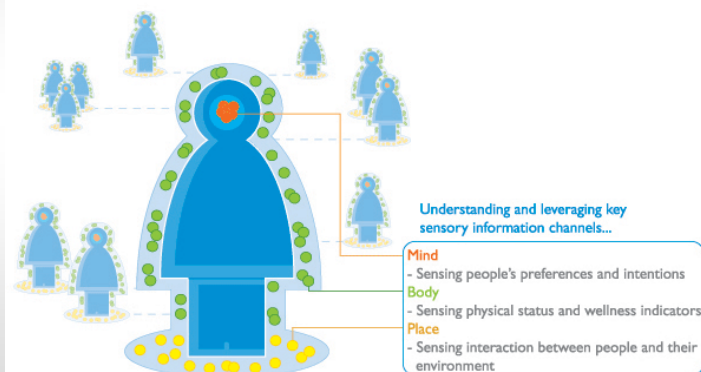 Understanding and leveraging key
sensory information channels...
Mind
- Sensing people's preferences and intentions
Body
- Sensing physical status and wellness indicators
Place
- Sensing interaction between people and their
environment